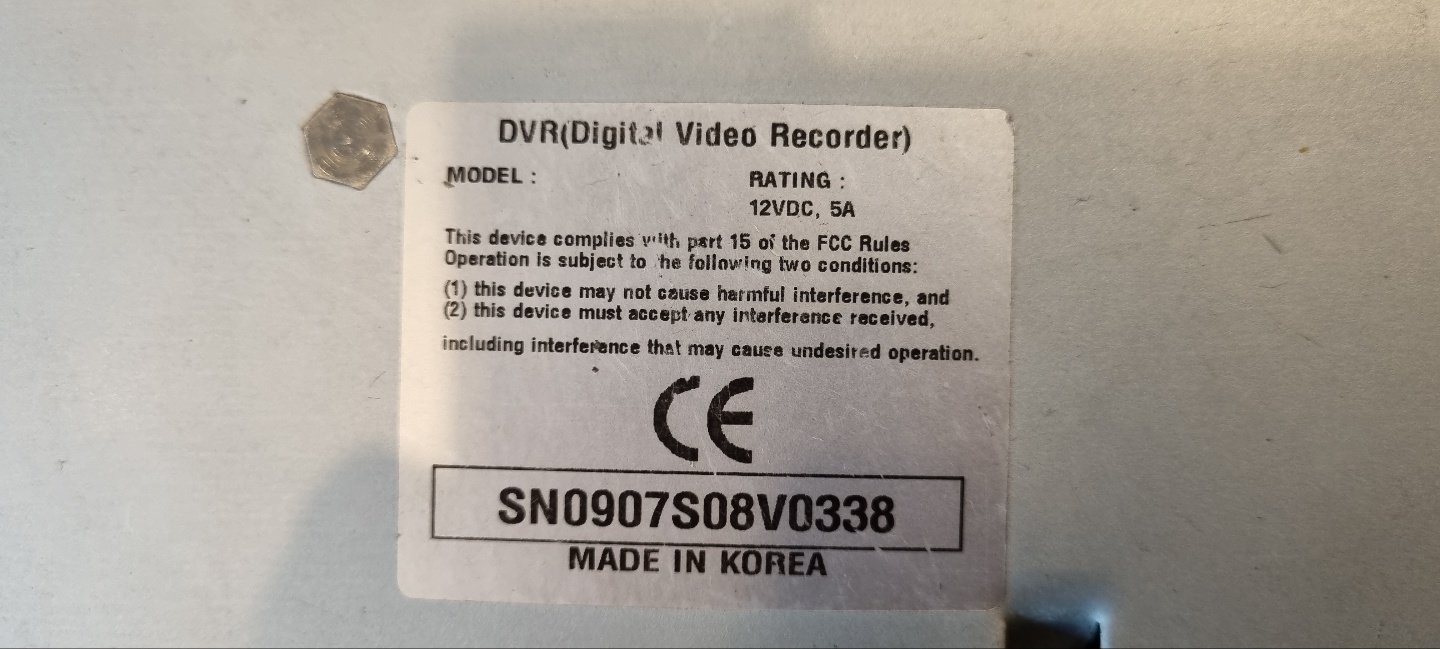 DVR(Digital Video Recorder)
MODEL :
RATING :
12VDC, 5A
This device complies with part 15 of the FCC Rules
Operation is subject to the following two conditions:
(1) this device may not cause harmful interference, and
(2) this device must accept any interference received,
including interference that may cause undesired operation.
CE
SN0907S08V0338
MADE IN KOREA